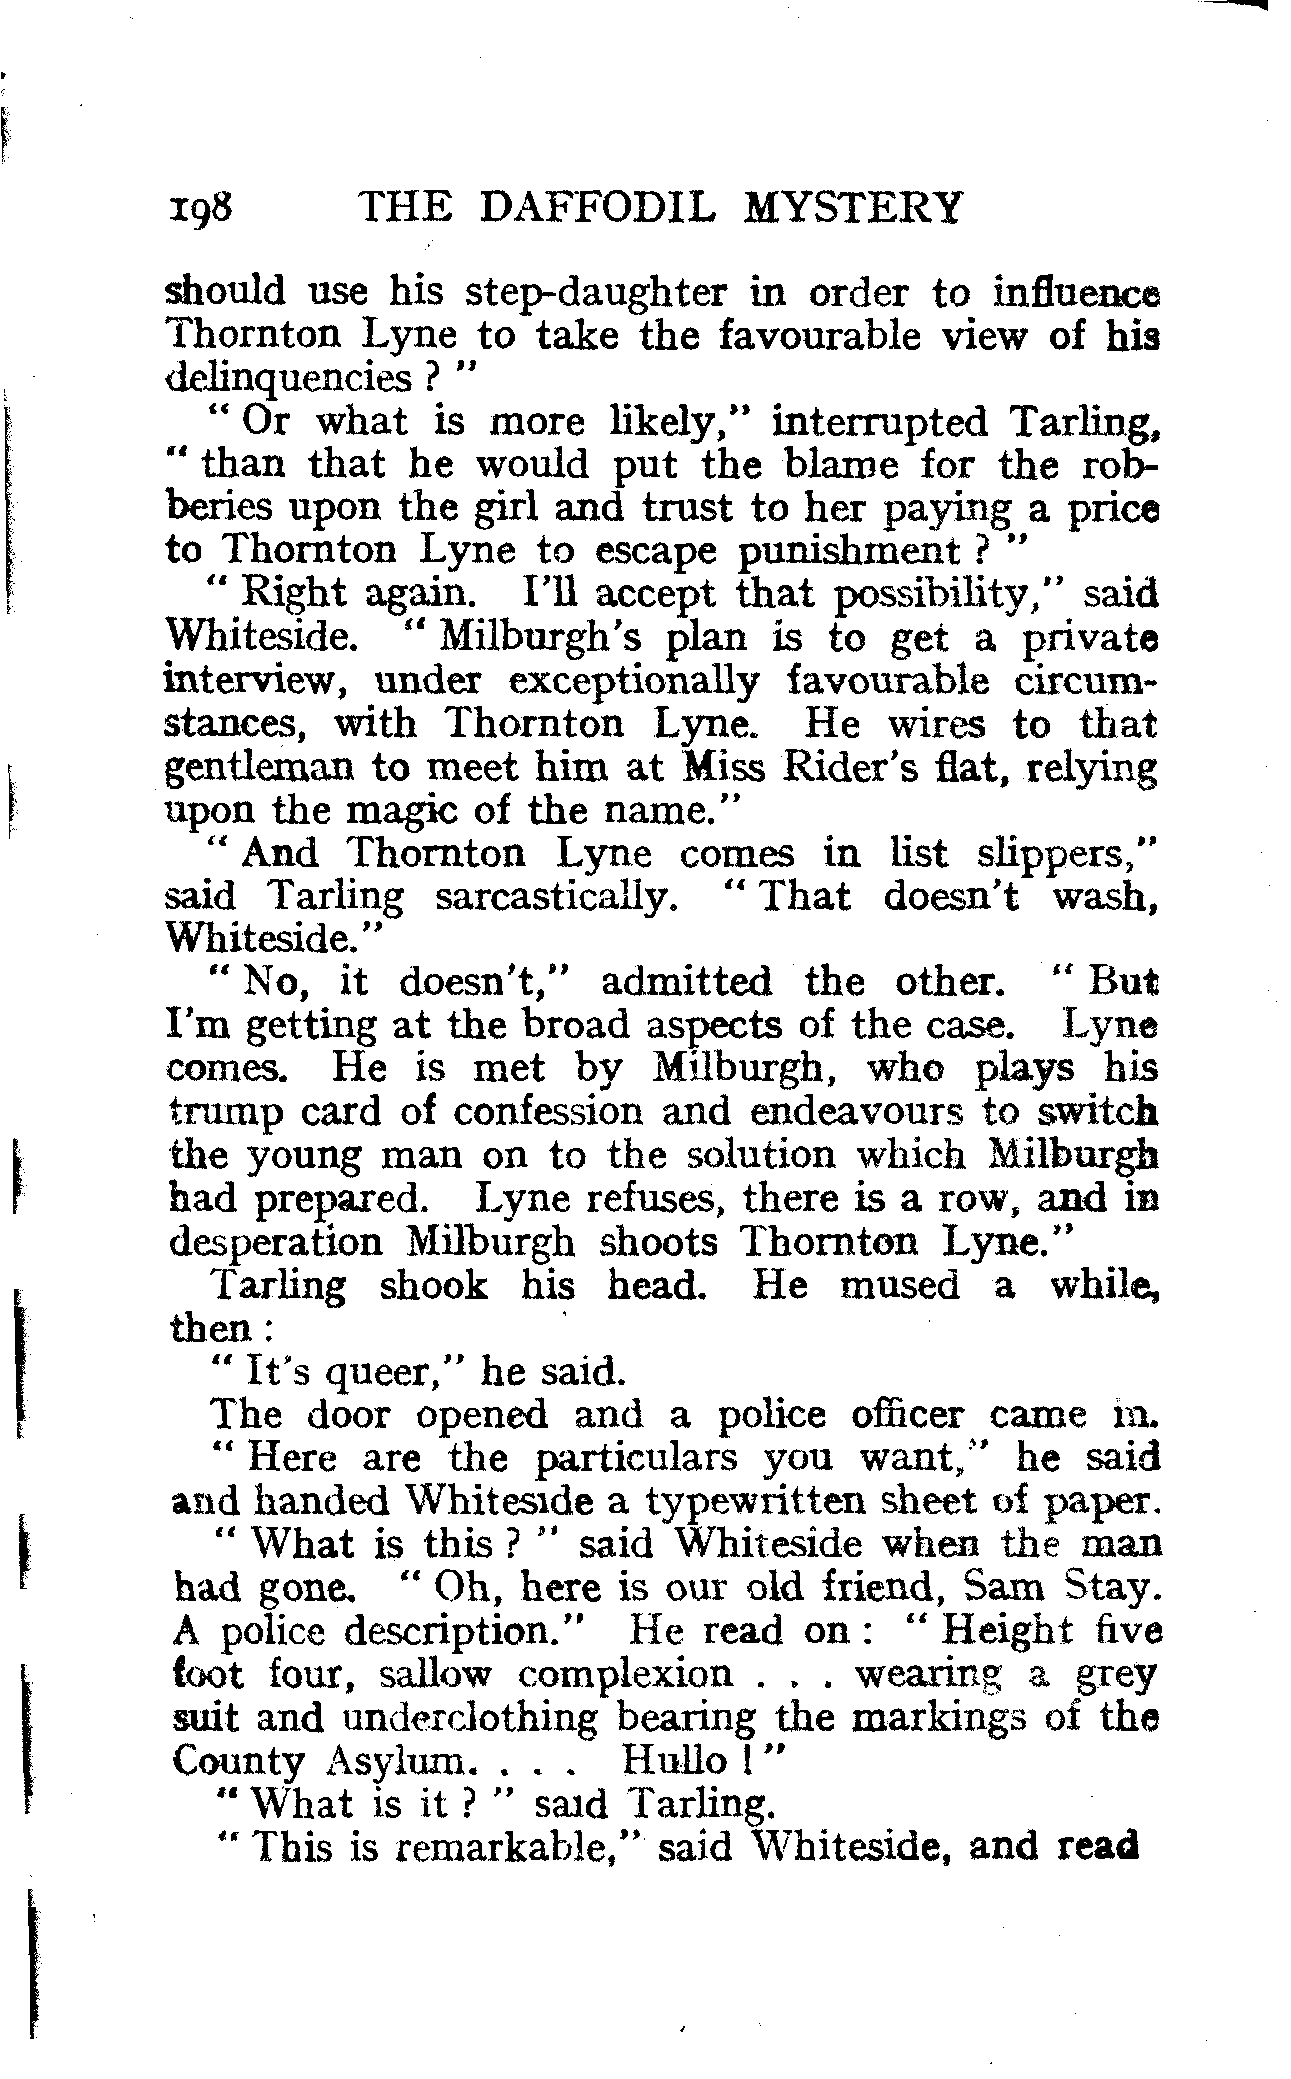 198 THE DAFFODIL MYSTERY
should use his step-daughter in order to influence
Thornton Lyne to take the favourable view of his
delinquencies ? "
" Or what is more likely," interrupted Tarling,
" than that he would put the blame for the rob-
beries upon the girl and trust to her paying a price
to Thornton Lyne to escape punishment ? "
" Right again. I'll accept that possibility," said
Whiteside. " Milburgh's plan is to get a private
interview, under exceptionally favourable circum-
stances, with Thornton Lyne. He wires to that
gentleman to meet him at Miss Rider's flat, relying
upon the magic of the name."
" And Thornton Lyne comes in list slippers,"
said Tarling sarcastically. " That doesn't wash,
Whiteside."
" No, it doesn't," admitted the other. " But
I'm getting at the broad aspects of the case. Lyne
comes. He is met by Milburgh, who plays his
trump card of confession and endeavours to switch
the young man on to the solution which Milburgh
had prepared. Lyne refuses, there is a row, and in
desperation Milburgh shoots Thornton Lyne."
Tarling shook his head. He mused a while,
then :
" It's queer," he said.
The door opened and a police officer came in.
" Here are the particulars you want," he said
and handed Whiteside a typewritten sheet of paper.
" What is this ? " said Whiteside when the man
had gone. " Oh, here is our old friend, Sam Stay.
A police description." He read on : " Height five
foot four, sallow complexion . . . wearing a grey
suit and underclothing bearing the markings of the
County Asylum. . . . Hullo ! "
" What is it ? " said Tarling.
" This is remarkable," said Whiteside, and read